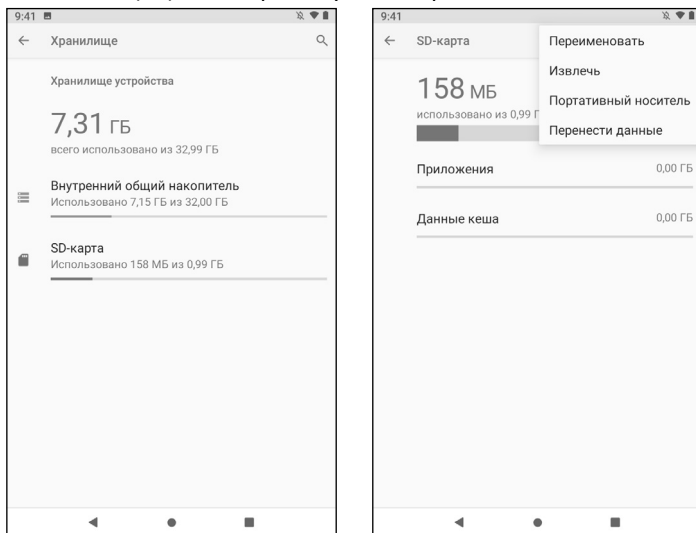 9:41
Хранилище
Хранилище устройства
7,31 ГБ
всего использовано из 32,99 ГБ
Внутренний общий накопитель
Использовано 7,15 ГБ из 32,00 ГБ
SD-карта
Использовано 158 МБ из 0,99 ГБ
9:41
SD-карта
Переименовать
Извлечь
Портативный носитель
Перенести данные
158 МБ
использовано из 0,99 Г
Приложения 0,00 ГБ
Данные кеша 0,00 ГБ